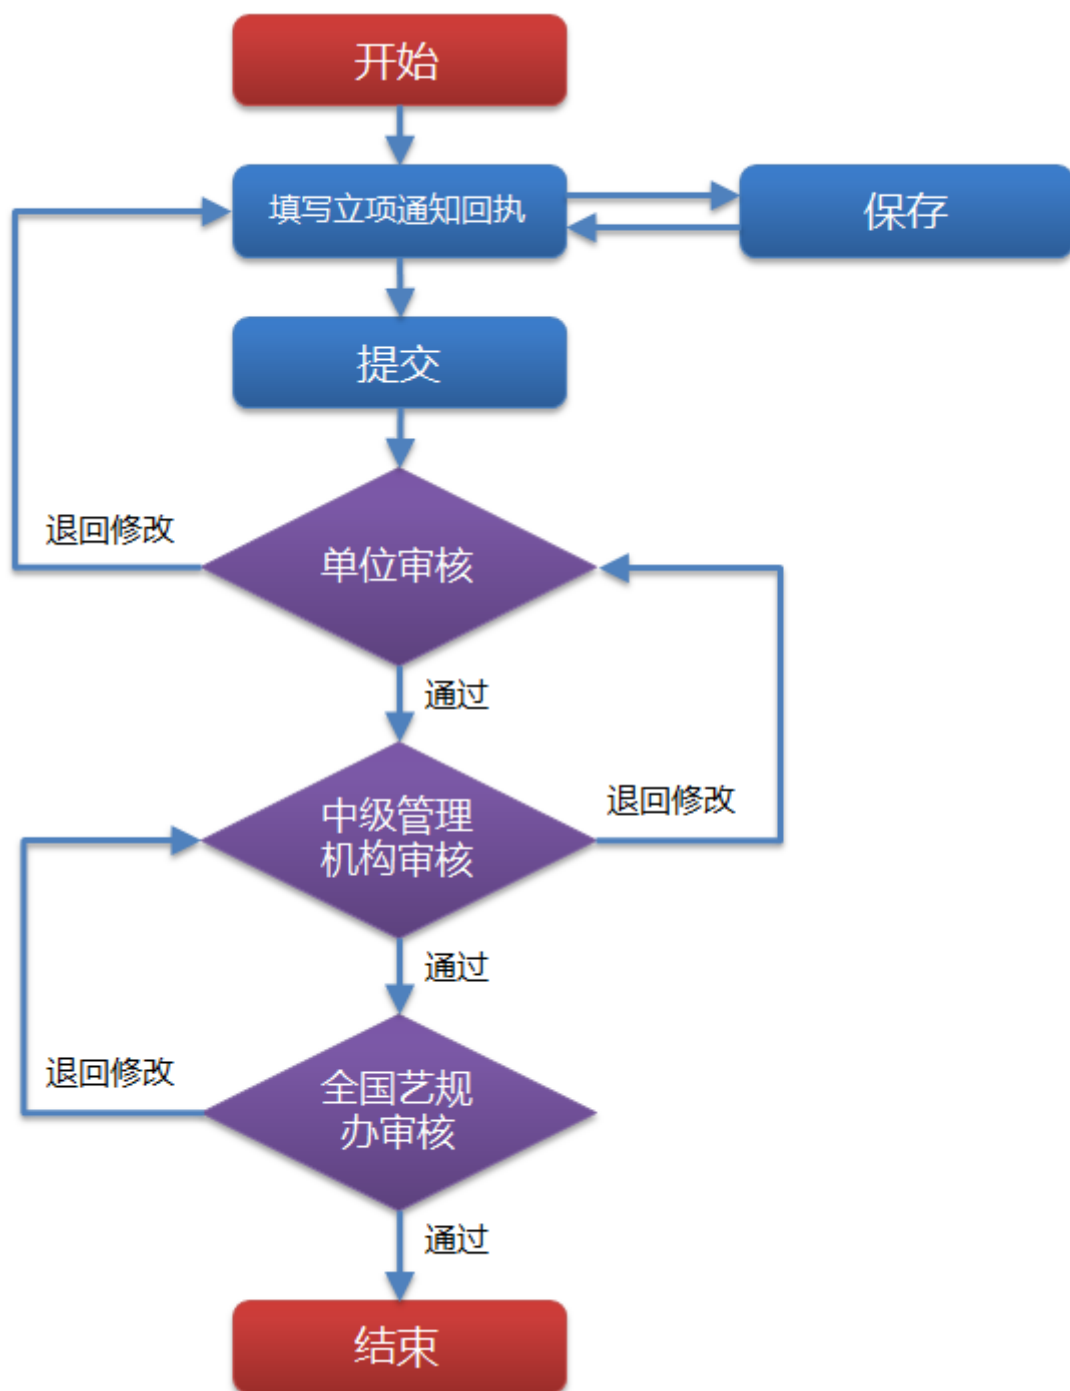 开始
填写立项通知回执
保存
提交
退回修改
单位审核
通过
中级管理
机构审核
退回修改
通过
退回修改
全国艺规
办审核
通过
结束